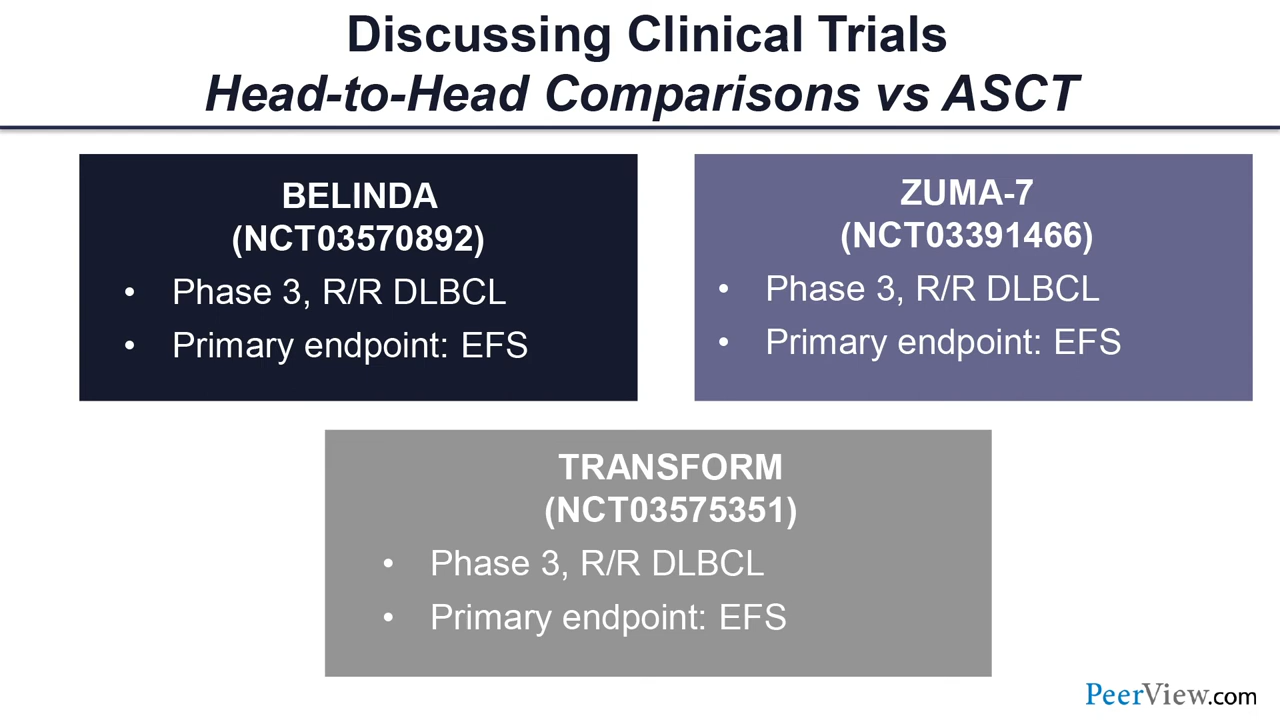 Discussing Clinical Trials
Head-to-Head Comparisons vs ASCT
BELINDA
(NCT03570892)
• Phase 3, R/R DLBCL
• Primary endpoint: EFS
ZUMA-7
(NCT03391466)
• Phase 3, R/R DLBCL
• Primary endpoint: EFS
TRANSFORM
(NCT03575351)
• Phase 3, R/R DLBCL
• Primary endpoint: EFS
PeerView.com